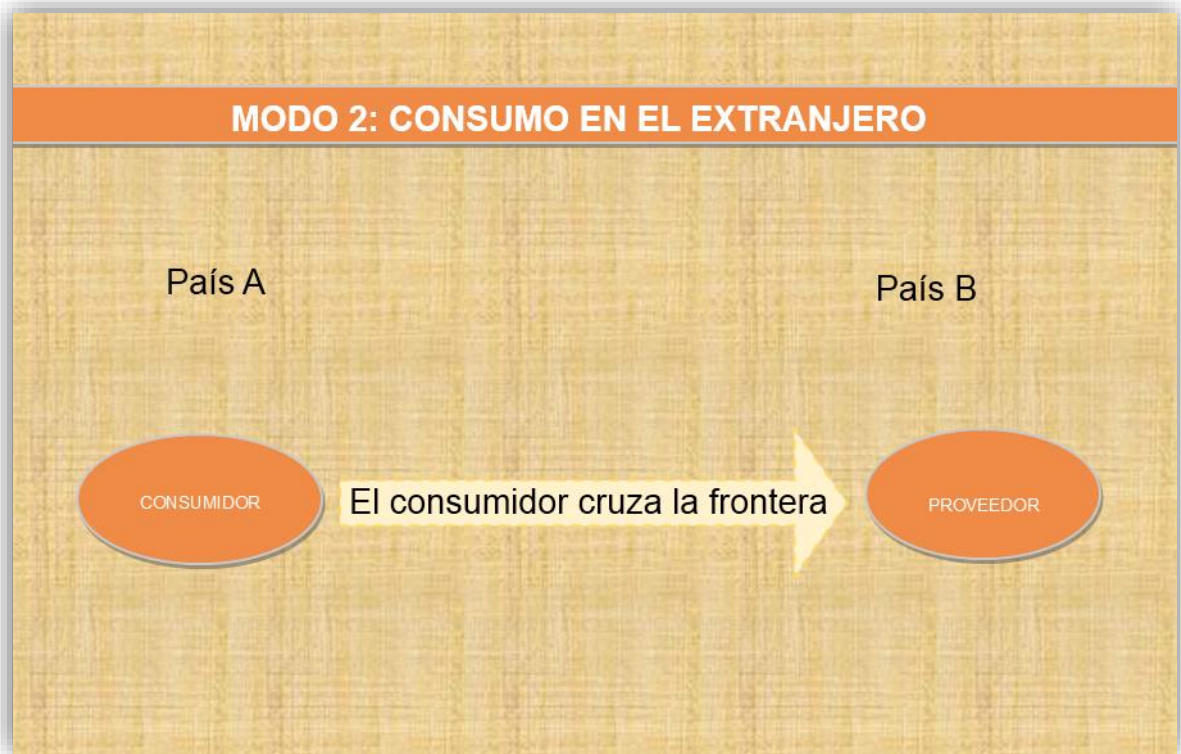 MODO 2: CONSUMO EN EL EXTRANJERO
País A
País B
CONSUMIDOR
El consumidor cruza la frontera
PROVEEDOR